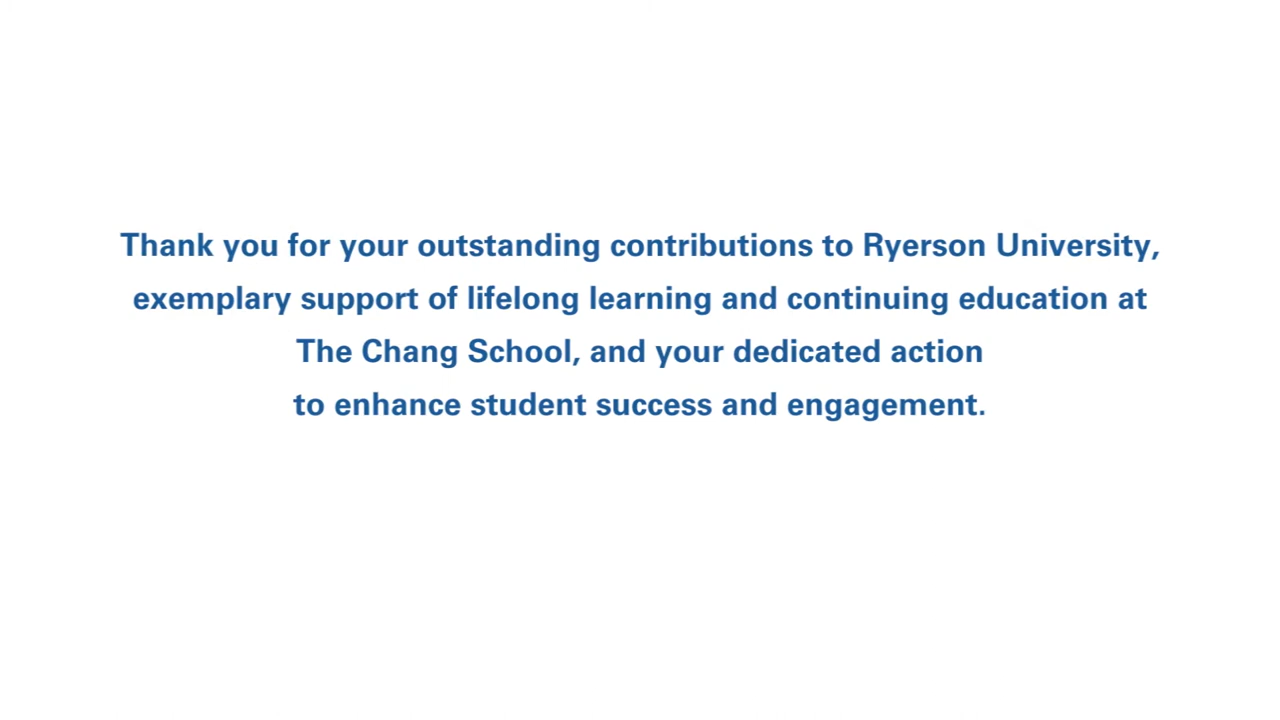 Thank you for your outstanding contributions to Ryerson University,
exemplary support of lifelong learning and continuing education at
The Chang School, and your dedicated action
to enhance student success and engagement.